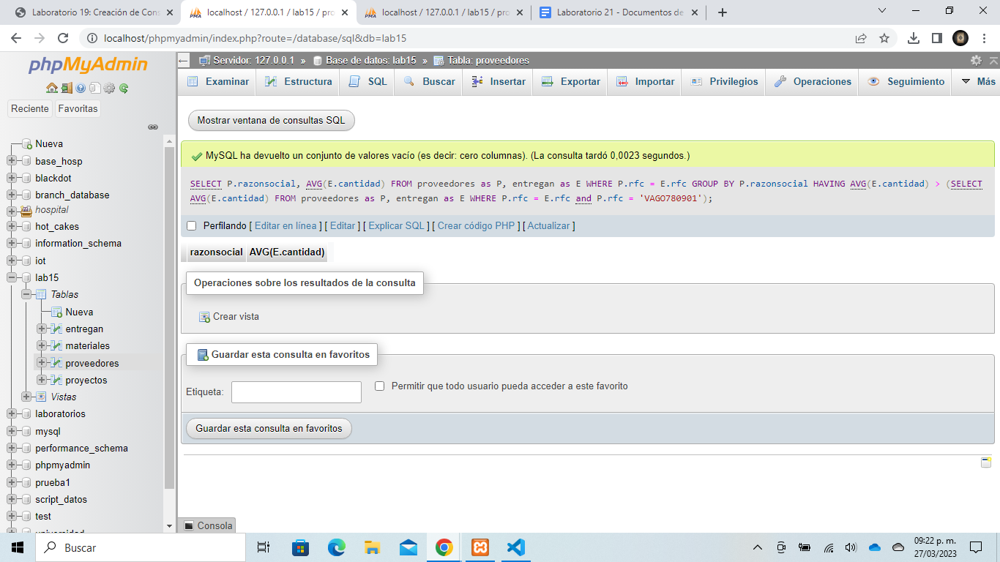 Laboratorio 19: Creación de Cons
localhost / 127.0.0.1 / lab15 / pro
localhost / 127.0.0.1 / lab15 / pro
Laboratorio 21 - Documentos de
localhost/phpmyadmin/index.php?route=/database/sql&db=lab15
phpMyAdmin
Reciente
Favoritas
Nueva
base_hosp
blackdot
branch_database
hospital
hot_cakes
information_schema
iot
lab15
Tablas
Nueva
entregan
materiales
proveedores
proyectos
Vistas
laboratorios
mysql
performance_schema
phpmyadmin
prueba1
script_datos
test
universidad
Servidor: 127.0.0.1 » Base de datos: lab15 » Tabla: proveedores
Examinar Estructura SQL Buscar Insertar Exportar Importar Privilegios Operaciones Seguimiento Más
Mostrar ventana de consultas SQL
MySQL ha devuelto un conjunto de valores vacío (es decir: cero columnas). (La consulta tardó 0,0023 segundos.)
SELECT P.razonsocial, AVG(E.cantidad) FROM proveedores as P, entregan as E WHERE P.rfc = E.rfc GROUP BY P.razonsocial HAVING AVG(E.cantidad) > (SELECT
AVG(E.cantidad) FROM proveedores as P, entregan as E WHERE P.rfc = E.rfc and P.rfc = 'VAGO780901');
Perfilando [ Editar en línea ] [ Editar ] [ Explicar SQL ] [ Crear código PHP ] [ Actualizar ]
razonsocial AVG(E.cantidad)
Operaciones sobre los resultados de la consulta
Crear vista
Guardar esta consulta en favoritos
Etiqueta:
Permitir que todo usuario pueda acceder a este favorito
Guardar esta consulta en favoritos
Consola
Buscar
09:22 p. m.
27/03/2023